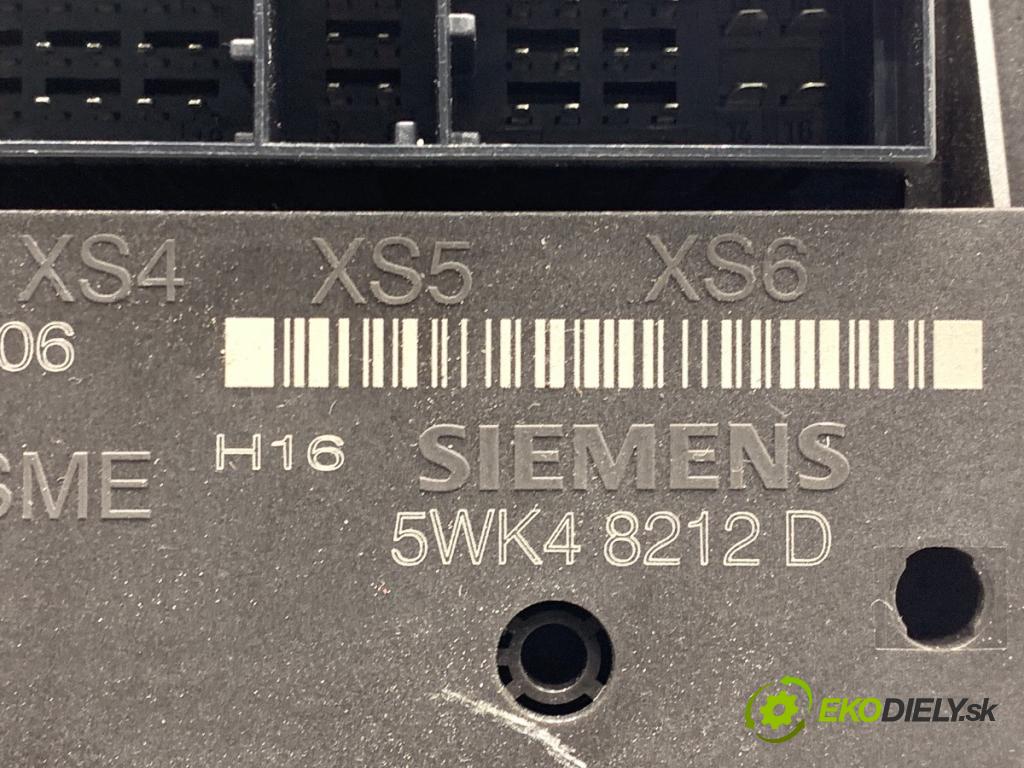 XS4 XS5 XS6
06
H16 SIEMENS
SME
5WK4 8212 D
EKODIELY.sk